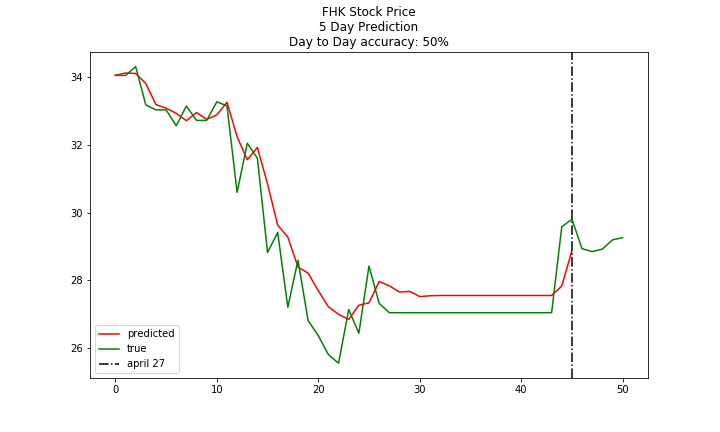 FHK Stock Price
5 Day Prediction
Day to Day accuracy: 50%
34
32
30
28
26
predicted
true
april 27
0 10 20 30 40 50